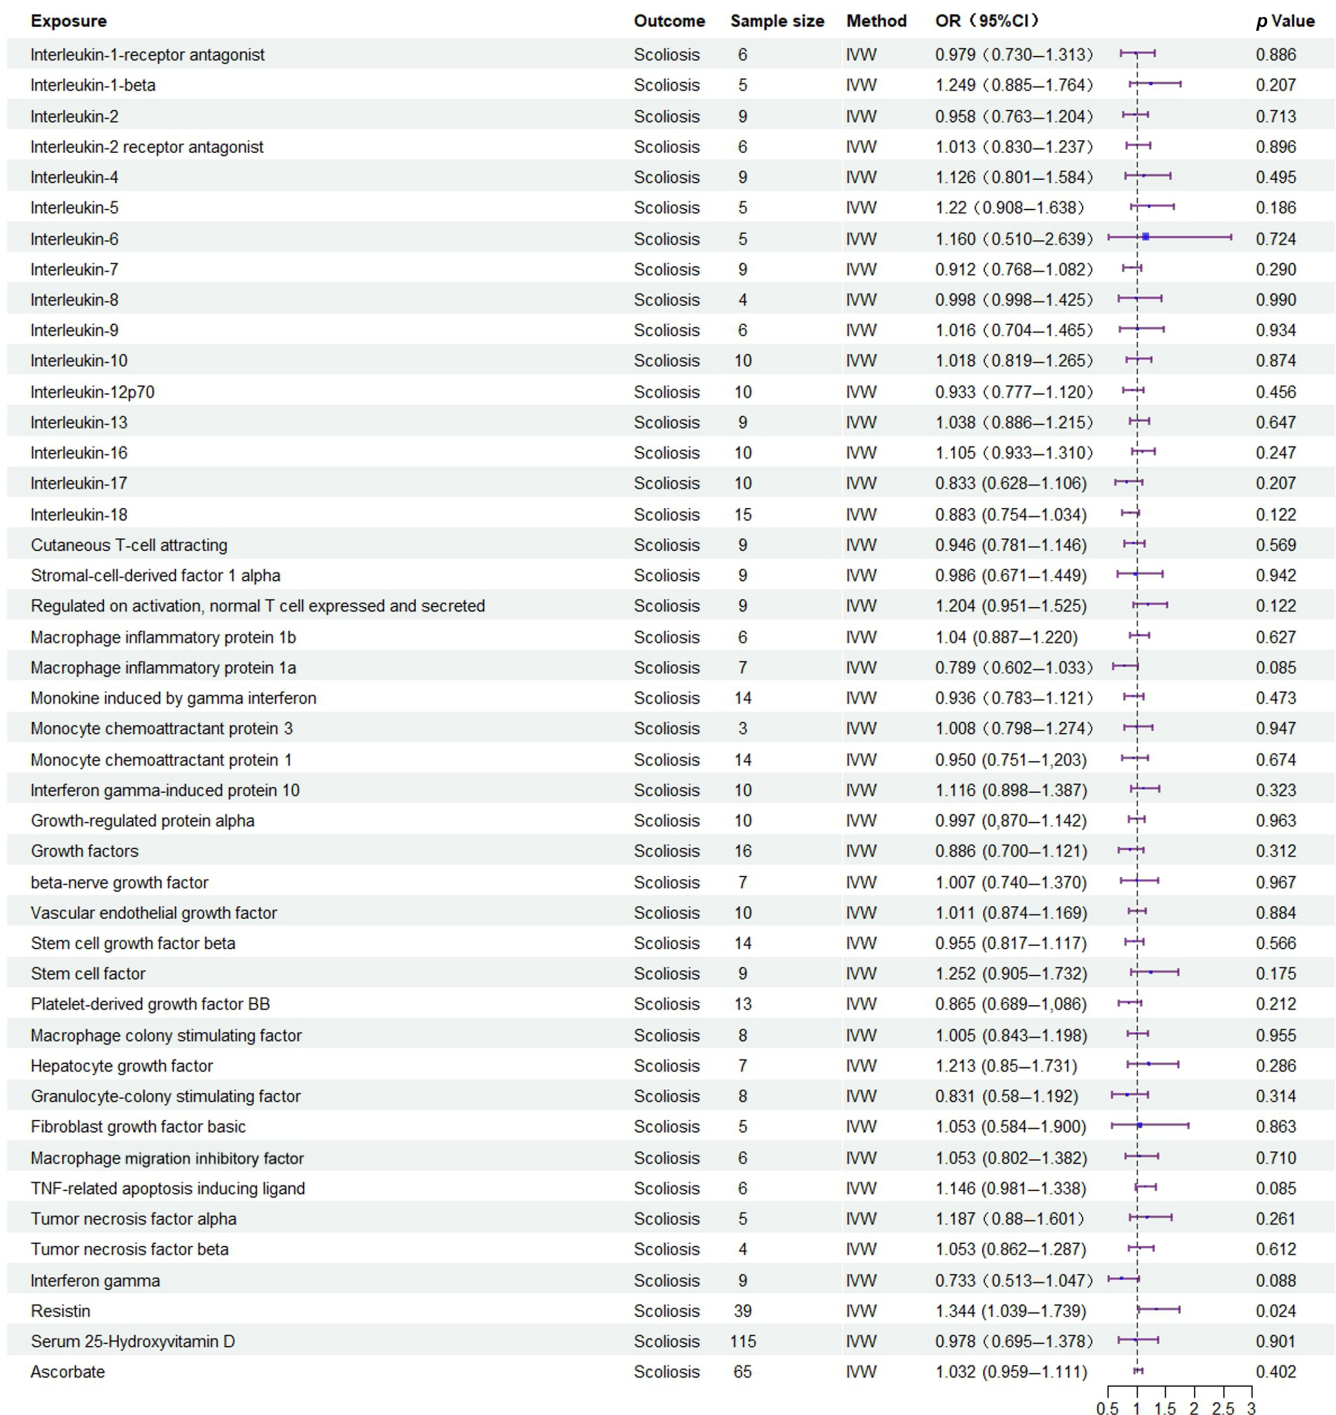 Exposure Outcome Sample size Method OR（95%CI） p Value
Interleukin-1-receptor antagonist Scoliosis 6 IVW 0.979（0.730—1.313） 0.886
Interleukin-1-beta Scoliosis 5 IVW 1.249（0.885—1.764） 0.207
Interleukin-2 Scoliosis 9 IVW 0.958（0.763—1.204） 0.713
Interleukin-2 receptor antagonist Scoliosis 6 IVW 1.013（0.830—1.237） 0.896
Interleukin-4 Scoliosis 9 IVW 1.126（0.801—1.584） 0.495
Interleukin-5 Scoliosis 5 IVW 1.22（0.908—1.638） 0.186
Interleukin-6 Scoliosis 5 IVW 1.160（0.510—2.639） 0.724
Interleukin-7 Scoliosis 9 IVW 0.912（0.768—1.082） 0.290
Interleukin-8 Scoliosis 4 IVW 0.998（0.998—1.425） 0.990
Interleukin-9 Scoliosis 6 IVW 1.016（0.704—1.465） 0.934
Interleukin-10 Scoliosis 10 IVW 1.018（0.819—1.265） 0.874
Interleukin-12p70 Scoliosis 10 IVW 0.933（0.777—1.120） 0.456
Interleukin-13 Scoliosis 9 IVW 1.038（0.886—1.215） 0.647
Interleukin-16 Scoliosis 10 IVW 1.105（0.933—1.310） 0.247
Interleukin-17 Scoliosis 10 IVW 0.833 (0.628—1.106) 0.207
Interleukin-18 Scoliosis 15 IVW 0.883 (0.754—1.034) 0.122
Cutaneous T-cell attracting Scoliosis 9 IVW 0.946 (0.781—1.146) 0.569
Stromal-cell-derived factor 1 alpha Scoliosis 9 IVW 0.986 (0.671—1.449) 0.942
Regulated on activation, normal T cell expressed and secreted Scoliosis 9 IVW 1.204 (0.951—1.525) 0.122
Macrophage inflammatory protein 1b Scoliosis 6 IVW 1.04 (0.887—1.220) 0.627
Macrophage inflammatory protein 1a Scoliosis 7 IVW 0.789 (0.602—1.033） 0.085
Monokine induced by gamma interferon Scoliosis 14 IVW 0.936 (0.783—1.121) 0.473
Monocyte chemoattractant protein 3 Scoliosis 3 IVW 1.008 (0.798—1.274) 0.947
Monocyte chemoattractant protein 1 Scoliosis 14 IVW 0.950 (0.751—1,203) 0.674
Interferon gamma-induced protein 10 Scoliosis 10 IVW 1.116 (0.898—1.387) 0.323
Growth-regulated protein alpha Scoliosis 10 IVW 0.997 (0,870—1.142) 0.963
Growth factors Scoliosis 16 IVW 0.886 (0.700—1.121) 0.312
beta-nerve growth factor Scoliosis 7 IVW 1.007 (0.740—1.370) 0.967
Vascular endothelial growth factor Scoliosis 10 IVW 1.011 (0.874—1.169) 0.884
Stem cell growth factor beta Scoliosis 14 IVW 0.955 (0.817—1.117) 0.566
Stem cell factor Scoliosis 9 IVW 1.252 (0.905—1.732) 0.175
Platelet-derived growth factor BB Scoliosis 13 IVW 0.865 (0.689—1,086) 0.212
Macrophage colony stimulating factor Scoliosis 8 IVW 1.005 (0.843—1.198) 0.955
Hepatocyte growth factor Scoliosis 7 IVW 1.213 (0.85—1.731) 0.286
Granulocyte-colony stimulating factor Scoliosis 8 IVW 0.831 (0.58—1.192) 0.314
Fibroblast growth factor basic Scoliosis 5 IVW 1.053 (0.584—1.900) 0.863
Macrophage migration inhibitory factor Scoliosis 6 IVW 1.053 (0.802—1.382) 0.710
TNF-related apoptosis inducing ligand Scoliosis 6 IVW 1.146 (0.981—1.338) 0.085
Tumor necrosis factor alpha Scoliosis 5 IVW 1.187（0.88—1.601） 0.261
Tumor necrosis factor beta Scoliosis 4 IVW 1.053 (0.862—1.287) 0.612
Interferon gamma Scoliosis 9 IVW 0.733 (0.513—1.047） 0.088
Resistin Scoliosis 39 IVW 1.344 (1.039—1.739) 0.024
Serum 25-Hydroxyvitamin D Scoliosis 115 IVW 0.978 (0.695—1.378) 0.901
Ascorbate Scoliosis 65 IVW 1.032 (0.959—1.111) 0.402
0.5 1 1.5 2 2.5 3